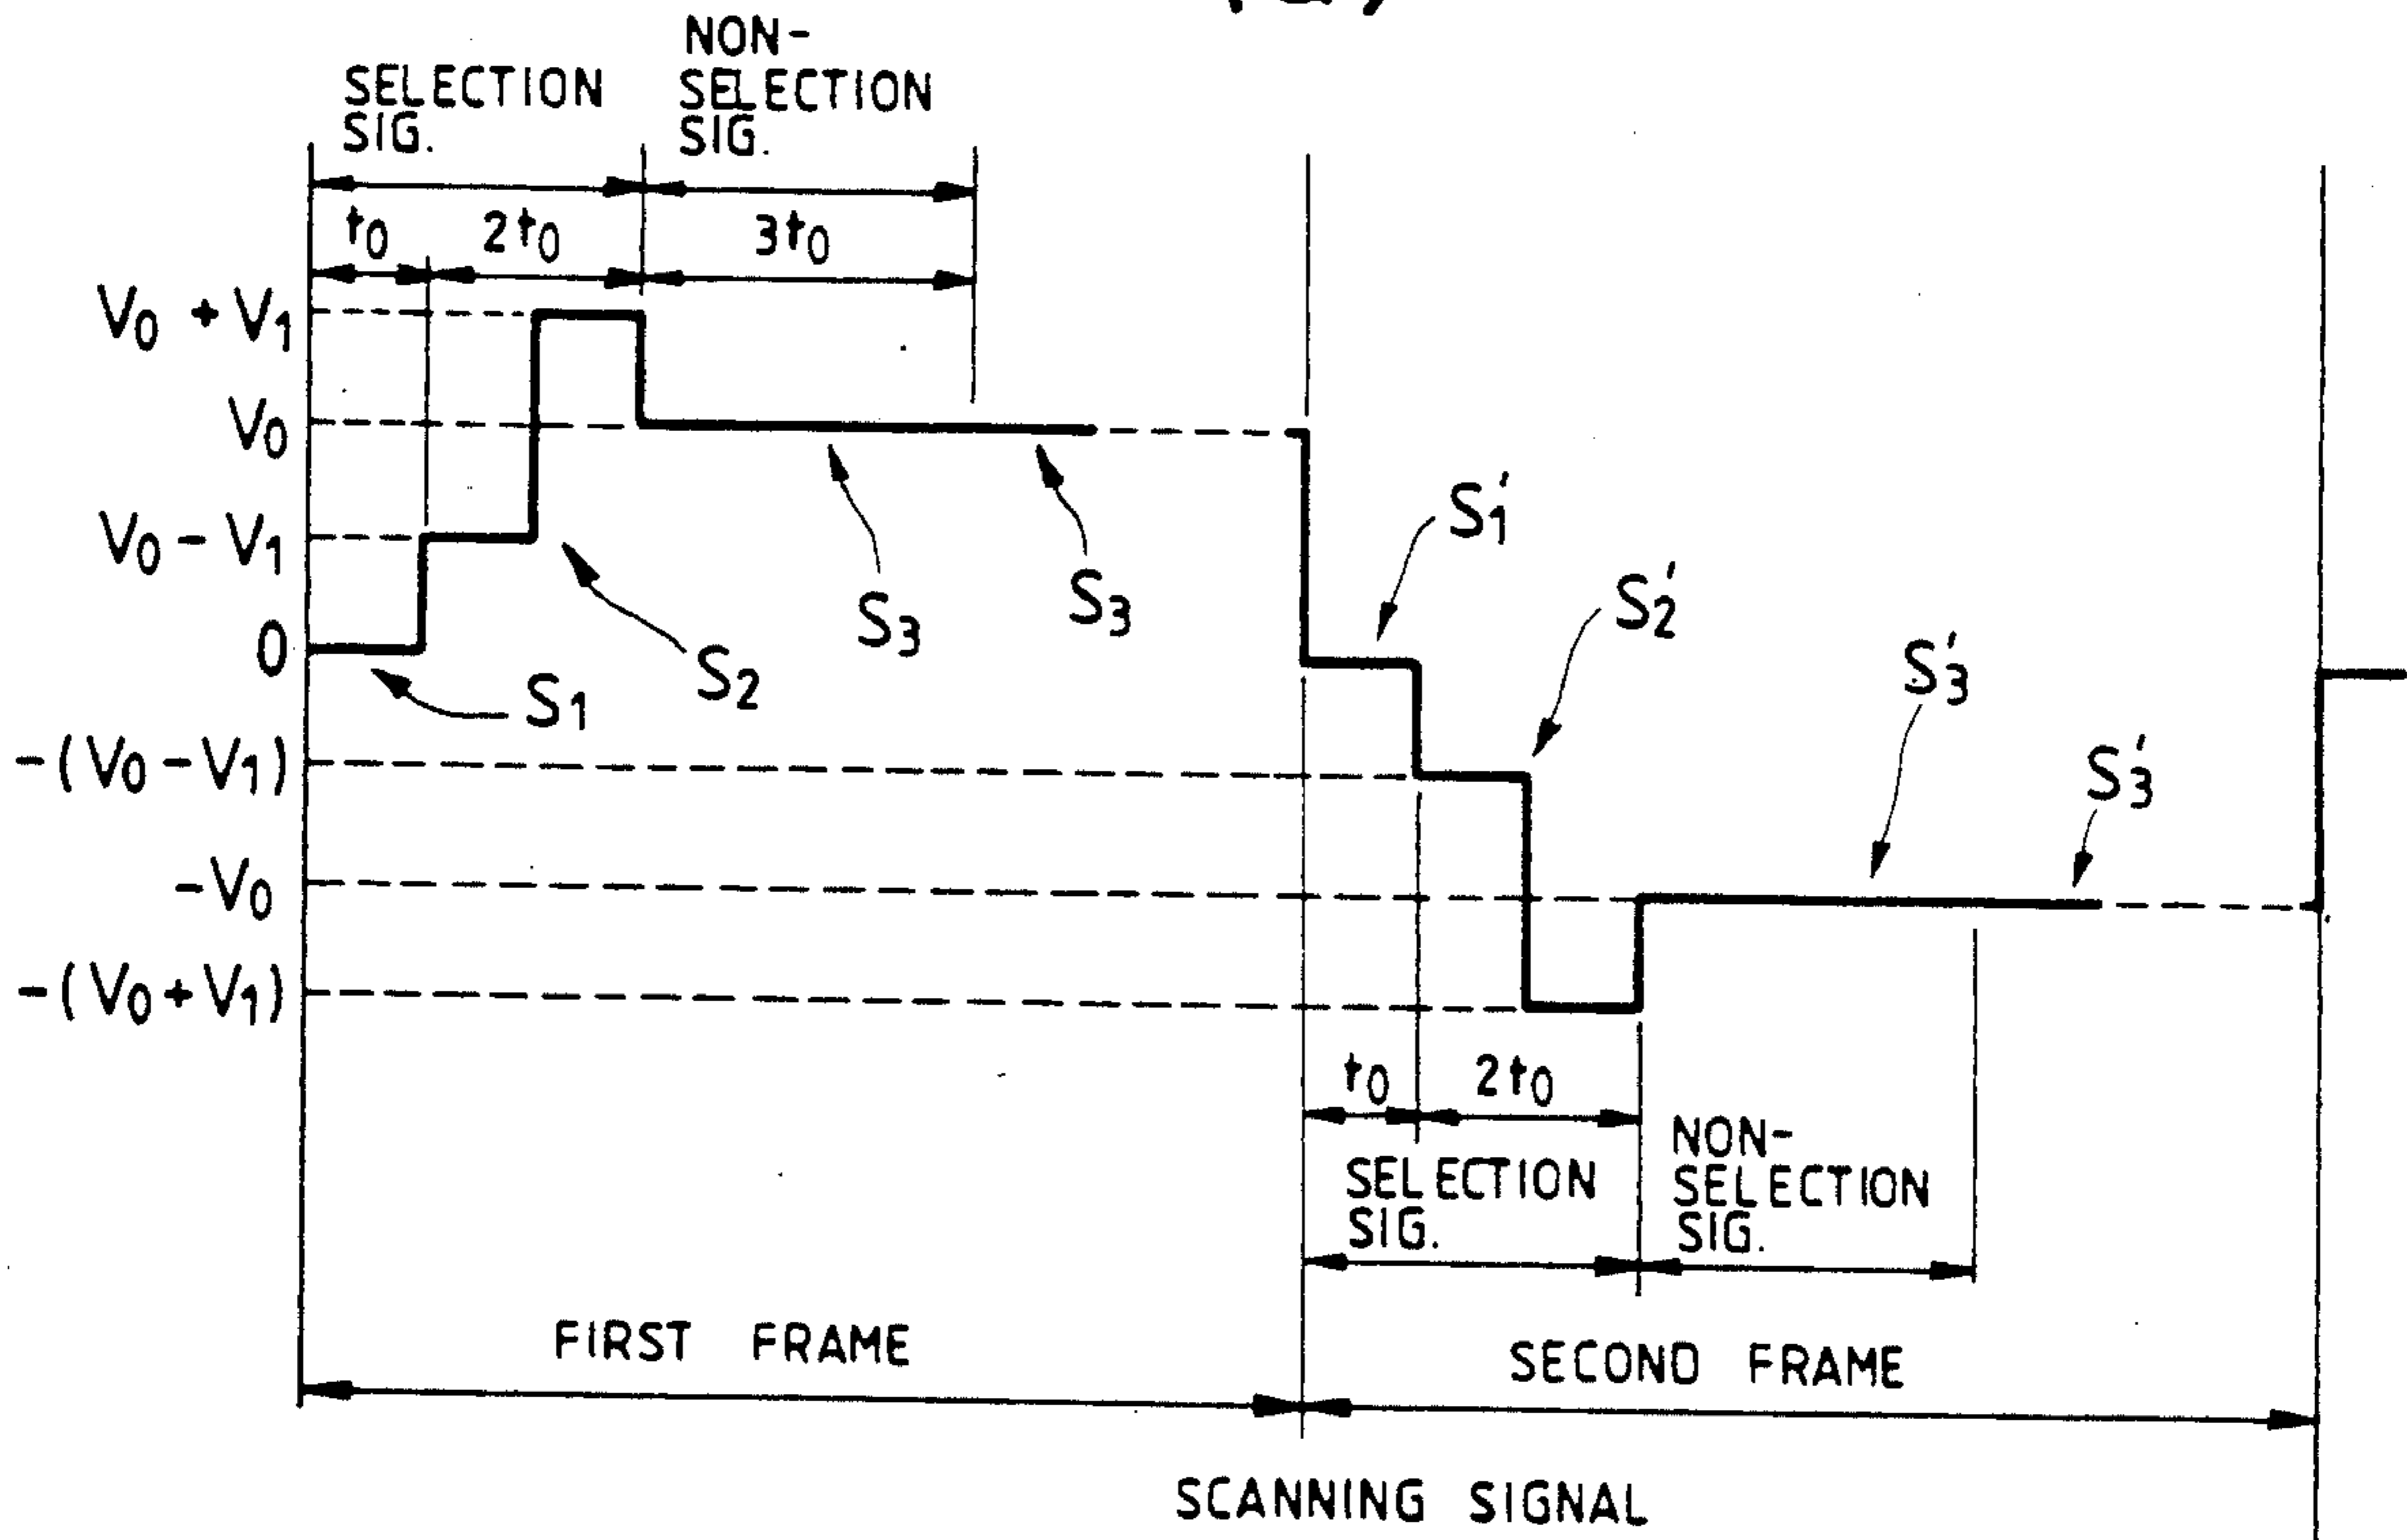 SELECTION
SIG.
NON-
SELECTION
SIG.
t0
2t0
3t0
V0 + V1
V0
V0 - V1
0
-(V0 - V1)
-V0
-(V0 + V1)
S1
S2
S3
S3
S1'
S2'
S3'
S3'
t0
2t0
SELECTION
SIG.
NON-
SELECTION
SIG.
FIRST FRAME
SECOND FRAME
SCANNING SIGNAL